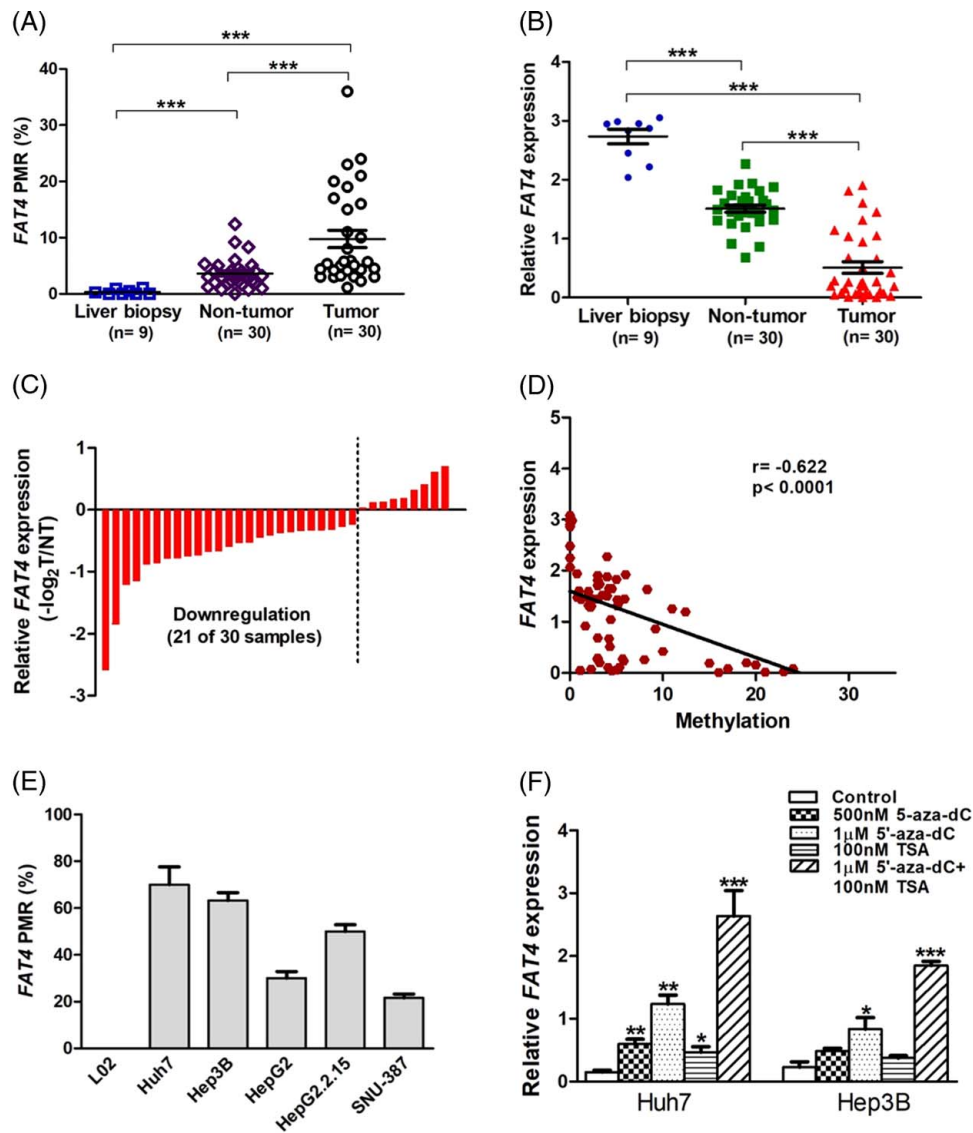 (A)
***
***
***
FAT4 PMR (%)
40
30
20
10
0
Liver biopsy Non-tumor Tumor
(n= 9) (n= 30) (n= 30)
(B)
***
***
***
Relative FAT4 expression
4
3
2
1
0
Liver biopsy Non-tumor Tumor
(n= 9) (n= 30) (n= 30)
(C)
Relative FAT4 expression
(-log2T/NT)
1
0
-1
-2
-3
Downregulation
(21 of 30 samples)
(D)
FAT4 expression
5
4
3
2
1
0
r= -0.622
p< 0.0001
0 10 20 30
Methylation
(E)
FAT4 PMR (%)
100
80
60
40
20
0
L02 Huh7 Hep3B HepG2 HepG2.2.15 SNU-387
(F)
Control
500nM 5-aza-dC
1µM 5'-aza-dC
100nM TSA
1µM 5'-aza-dC+
100nM TSA
Relative FAT4 expression
4
3
2
1
0
** ** * ***
* ***
Huh7 Hep3B